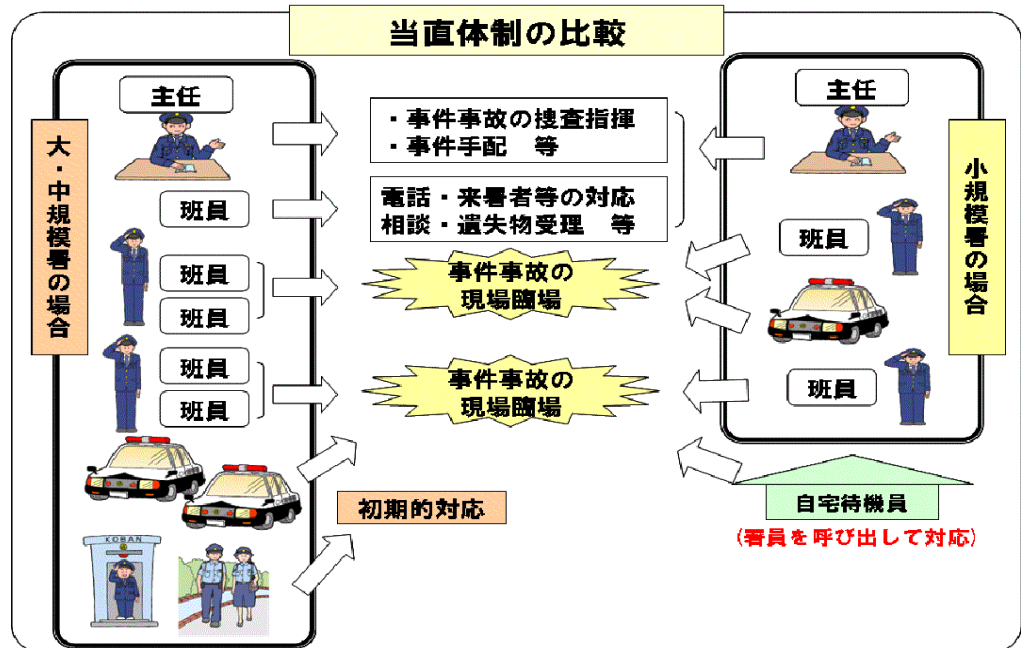 当直体制の比較
大・中規模署の場合
主任
班員
班員
班員
班員
班員
KOBAN
・事件事故の捜査指揮
・事件手配　等
電話・来署者等の対応
相談・遺失物受理　等
事件事故の
現場臨場
事件事故の
現場臨場
初期的対応
小規模署の場合
主任
班員
班員
自宅待機員
(署員を呼び出して対応)